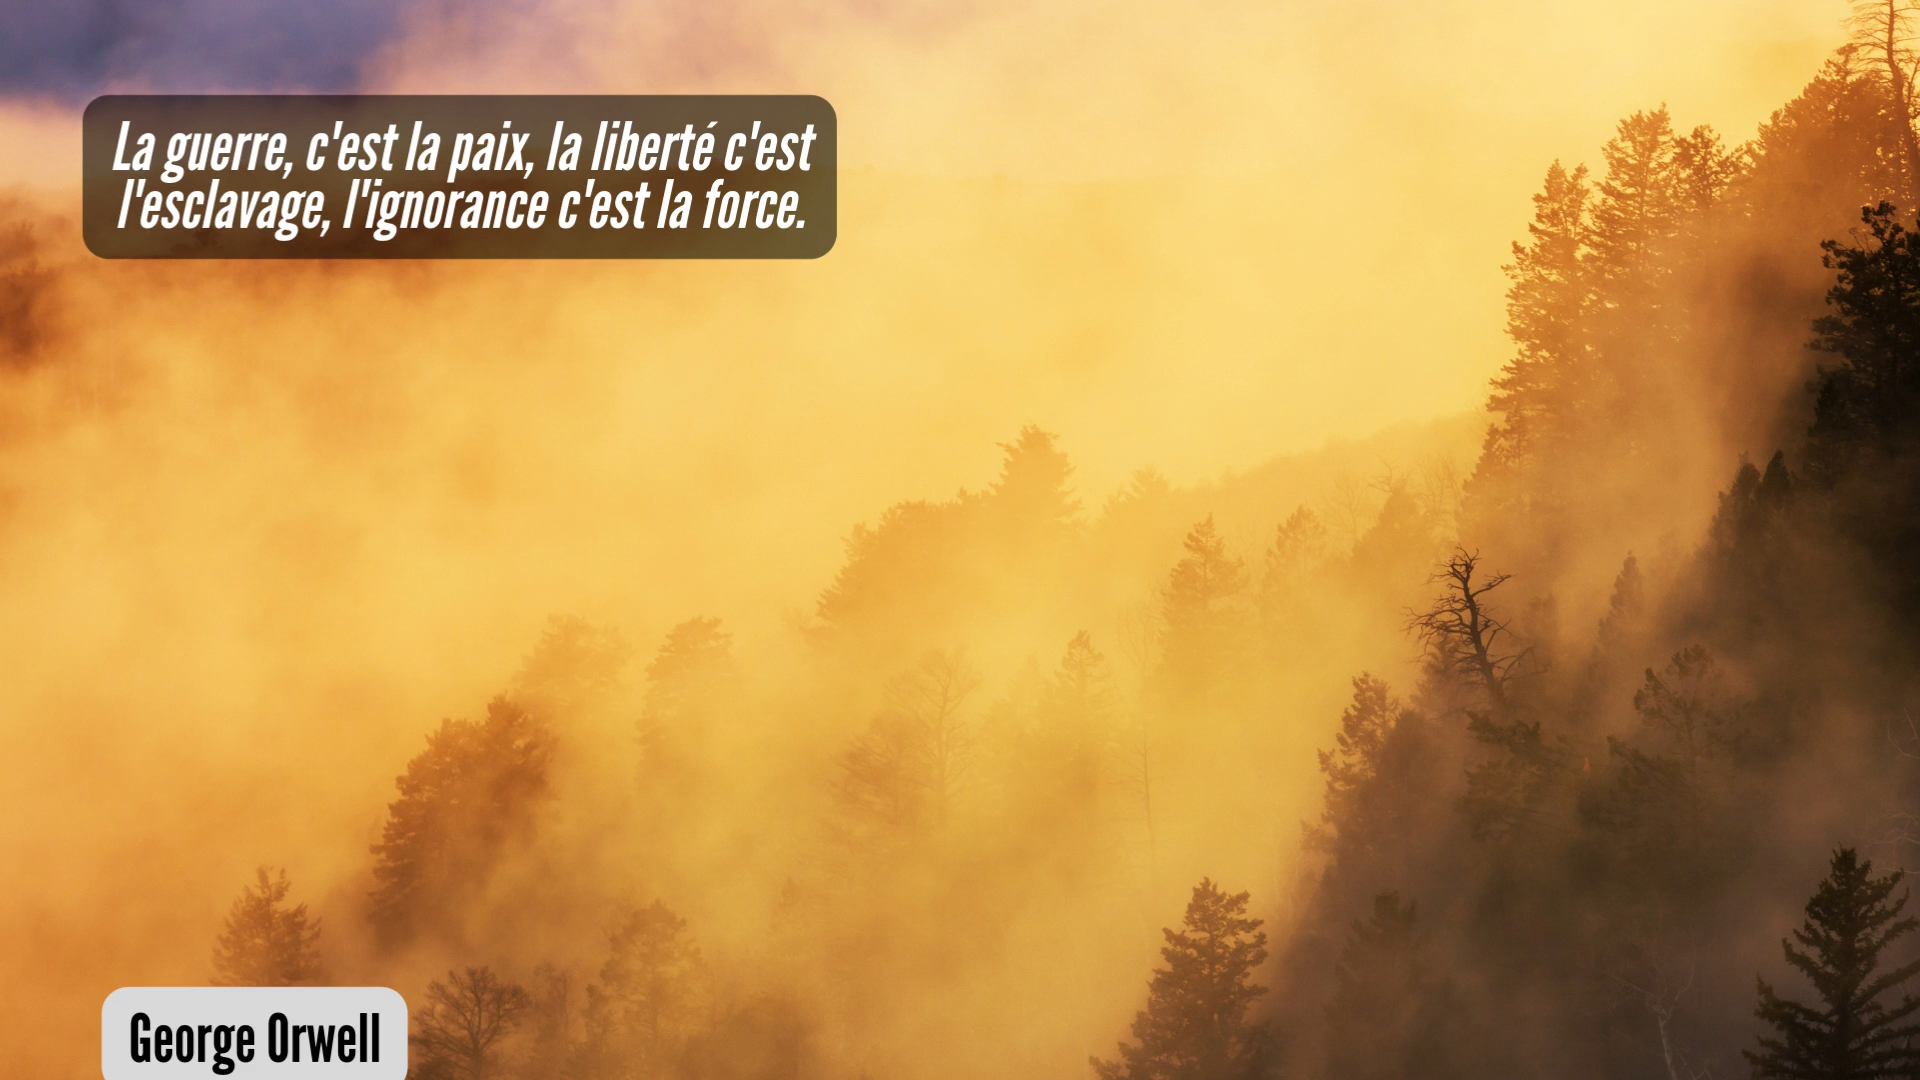 La guerre, c'est la paix, la liberté c'est
l'esclavage, l'ignorance c'est la force.
George Orwell